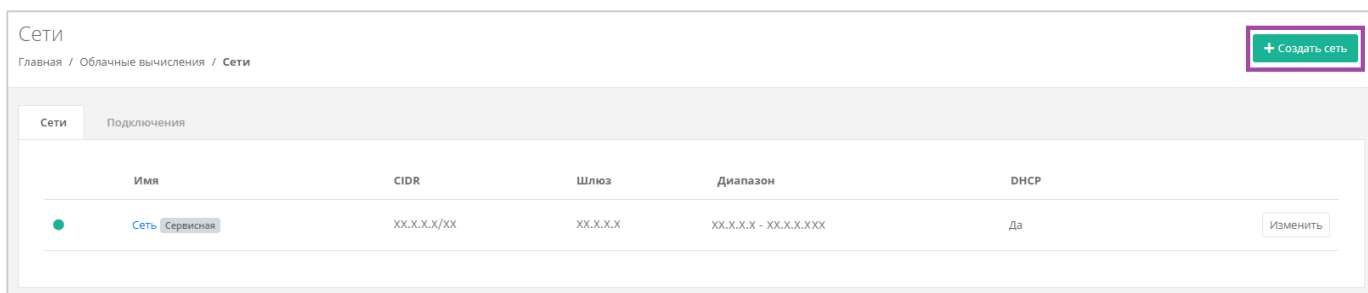 Сети
+ Создать сеть
Главная / Облачные вычисления / Сети
Сети Подключения
Имя CIDR Шлюз Диапазон DHCP
Сеть Сервисная XX.X.X.X/XX XX.X.X.X XX.X.X.X - XX.X.X.XXX Да Изменить